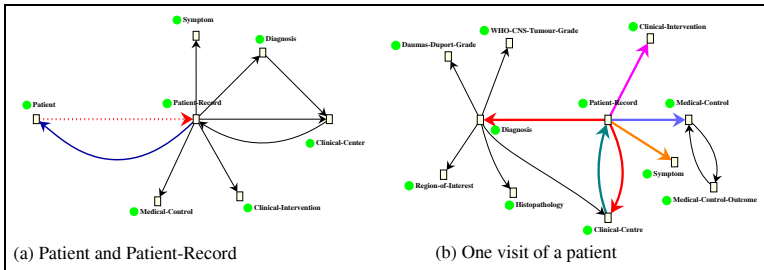 Symptom
Diagnosis
Patient
Patient-Record
Clinical-Center
Medical-Control
Clinical-Intervention
(a) Patient and Patient-Record
Clinical-Intervention
WHO-CNS-Tumour-Grade
Daumas-Duport-Grade
Patient-Record
Medical-Control
Diagnosis
Symptom
Region-of-Interest
Histopathology
Medical-Control-Outcome
Clinical-Centre
(b) One visit of a patient